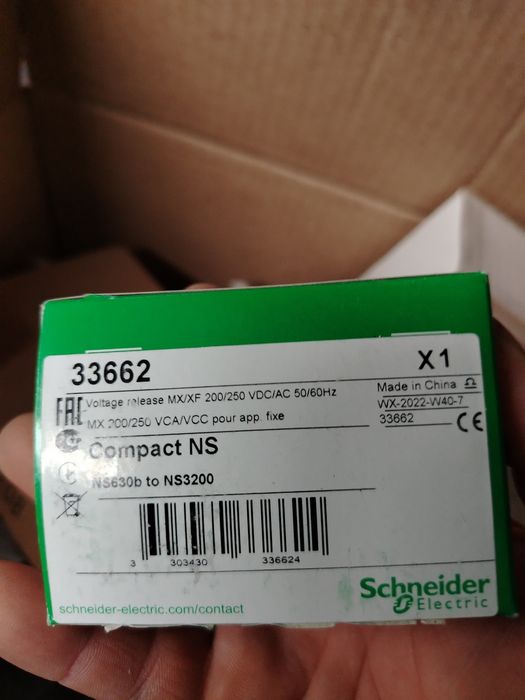 33662
X1
Voltage release MX/XF 200/250 VDC/AC 50/60Hz
MX 200/250 VCA/VCC pour app. fixe
Made in China
WX-2022-W40-7
33662
EAC
CE
Compact NS
NS630b to NS3200
3 303430 336624
schneider-electric.com/contact
Schneider
Electric